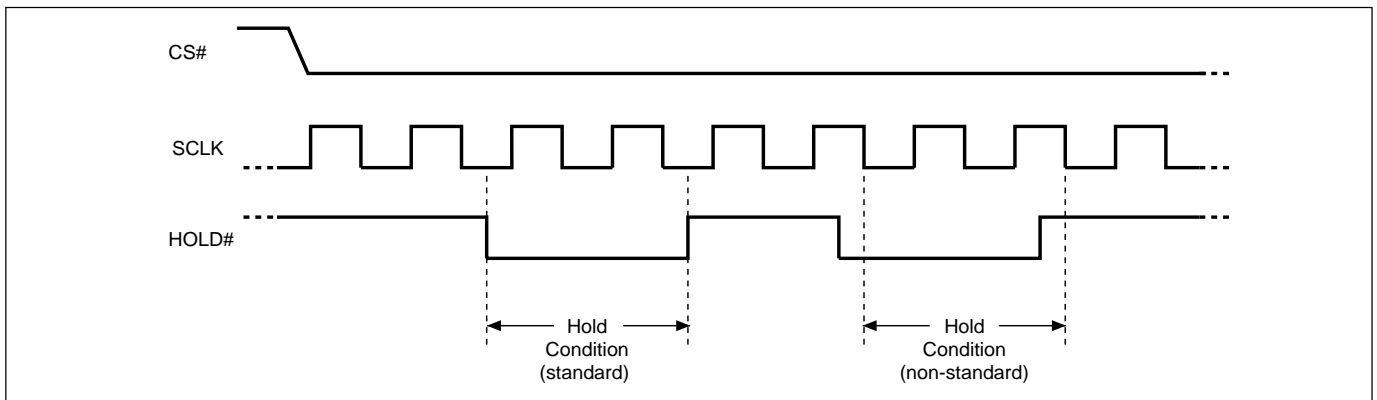 CS#
SCLK
HOLD#
Hold
Condition
(standard)
Hold
Condition
(non-standard)